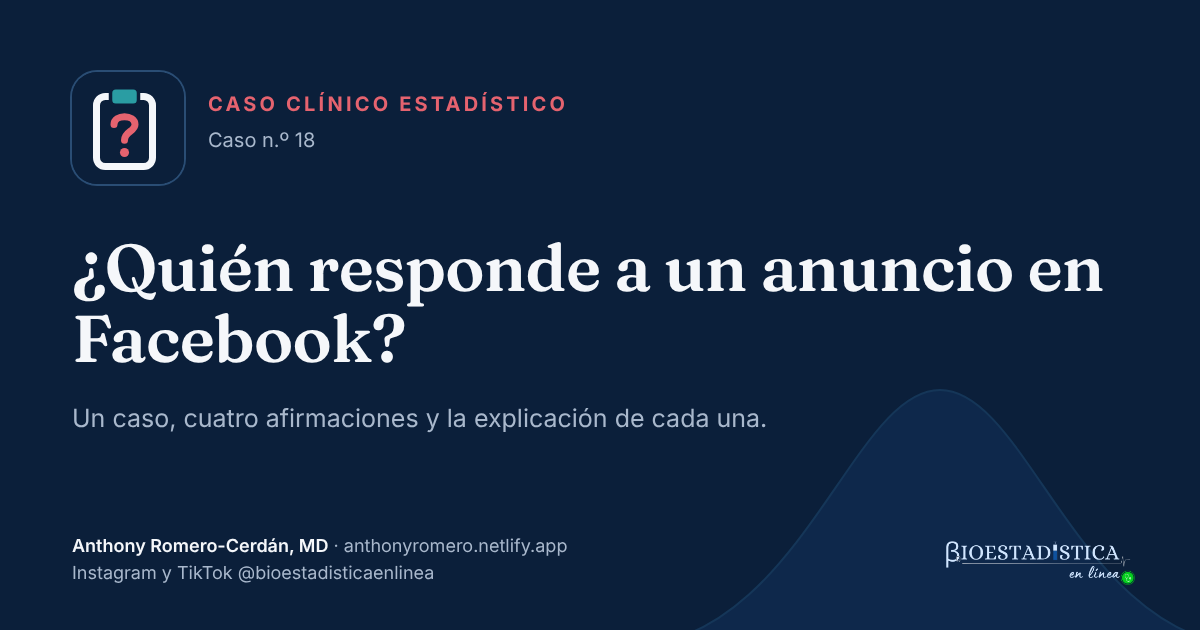 CASO CLÍNICO ESTADÍSTICO
Caso n.º 18
¿Quién responde a un anuncio en
Facebook?
Un caso, cuatro afirmaciones y la explicación de cada una.
Anthony Romero-Cerdán, MD · anthonyromero.netlify.app
Instagram y TikTok @bioestadisticaenlinea
βIOESTADÍSTICA
en línea